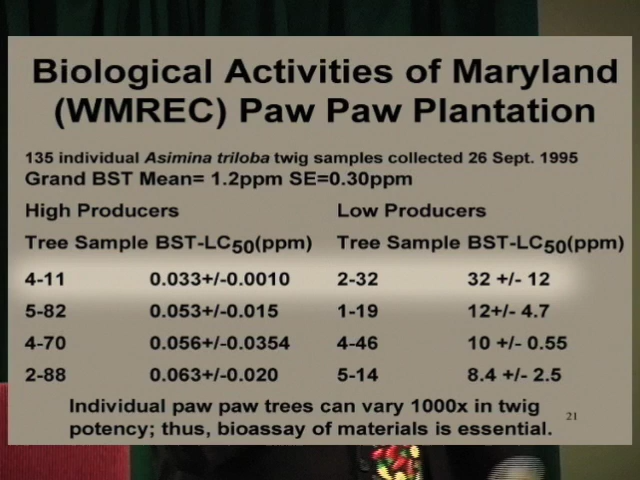 Biological Activities of Maryland
(WMREC) Paw Paw Plantation
135 individual Asimina triloba twig samples collected 26 Sept. 1995
Grand BST Mean= 1.2ppm SE=0.30ppm
High Producers Low Producers
Tree Sample BST-LC50(ppm) Tree Sample BST-LC50(ppm)
4-11 0.033+/-0.0010 2-32 32 +/- 12
5-82 0.053+/-0.015 1-19 12+/- 4.7
4-70 0.056+/-0.0354 4-46 10 +/- 0.55
2-88 0.063+/-0.020 5-14 8.4 +/- 2.5
Individual paw paw trees can vary 1000x in twig
potency; thus, bioassay of materials is essential.
21